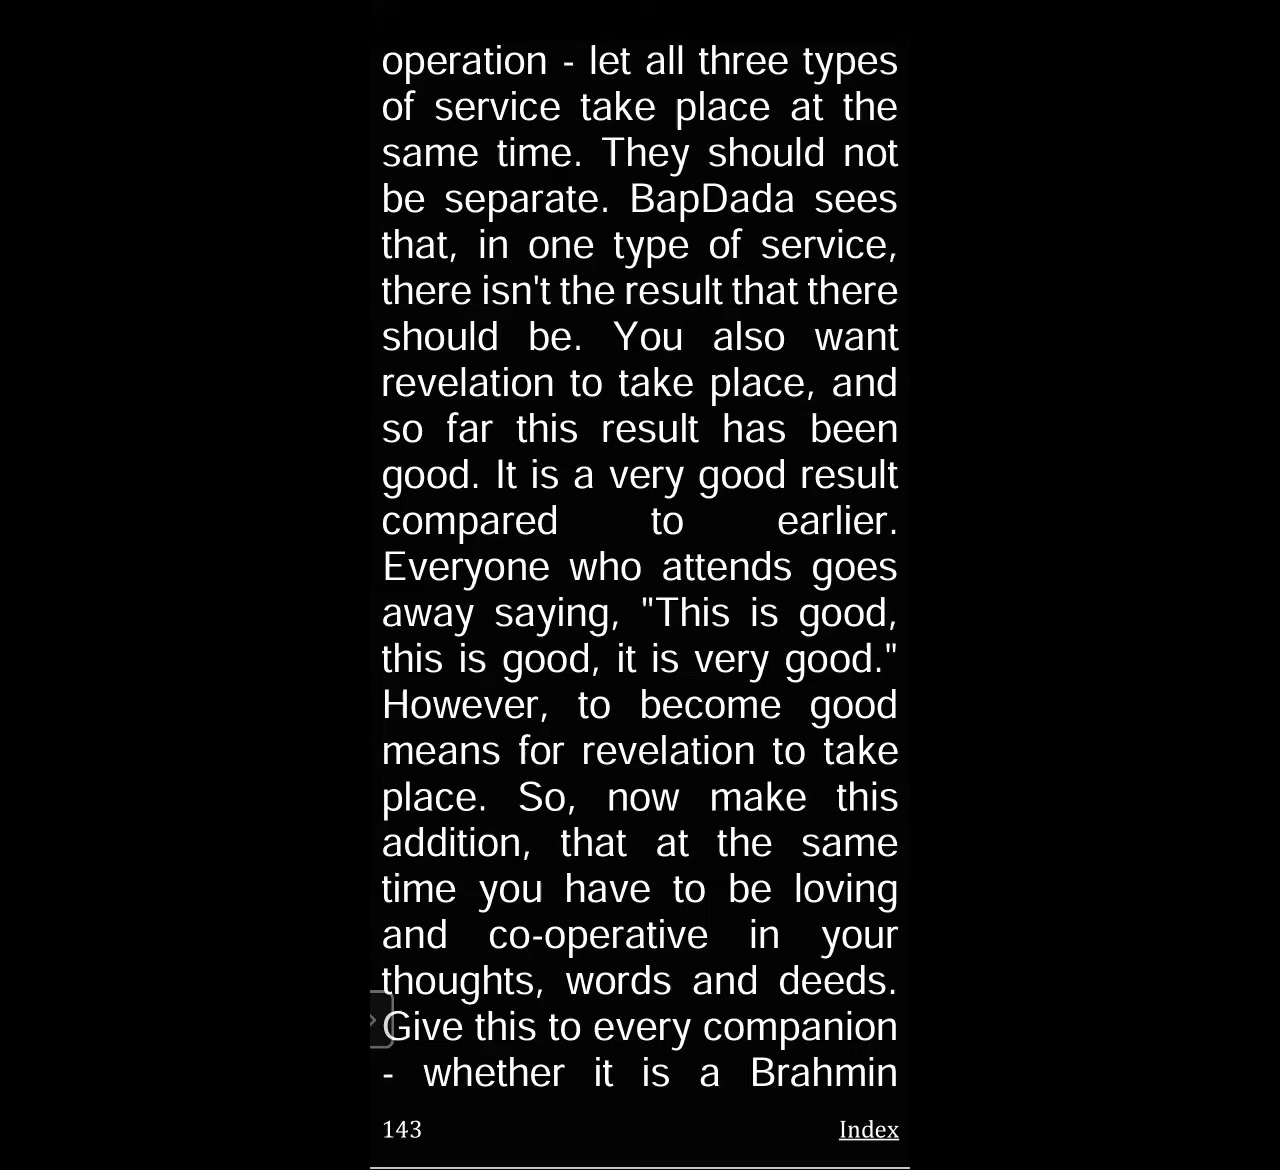 operation - let all three types
of service take place at the
same time. They should not
be separate. BapDada sees
that, in one type of service,
there isn't the result that there
should be. You also want
revelation to take place, and
so far this result has been
good. It is a very good result
compared to earlier.
Everyone who attends goes
away saying, "This is good,
this is good, it is very good."
However, to become good
means for revelation to take
place. So, now make this
addition, that at the same
time you have to be loving
and co-operative in your
thoughts, words and deeds.
Give this to every companion
- whether it is a Brahmin
143 Index